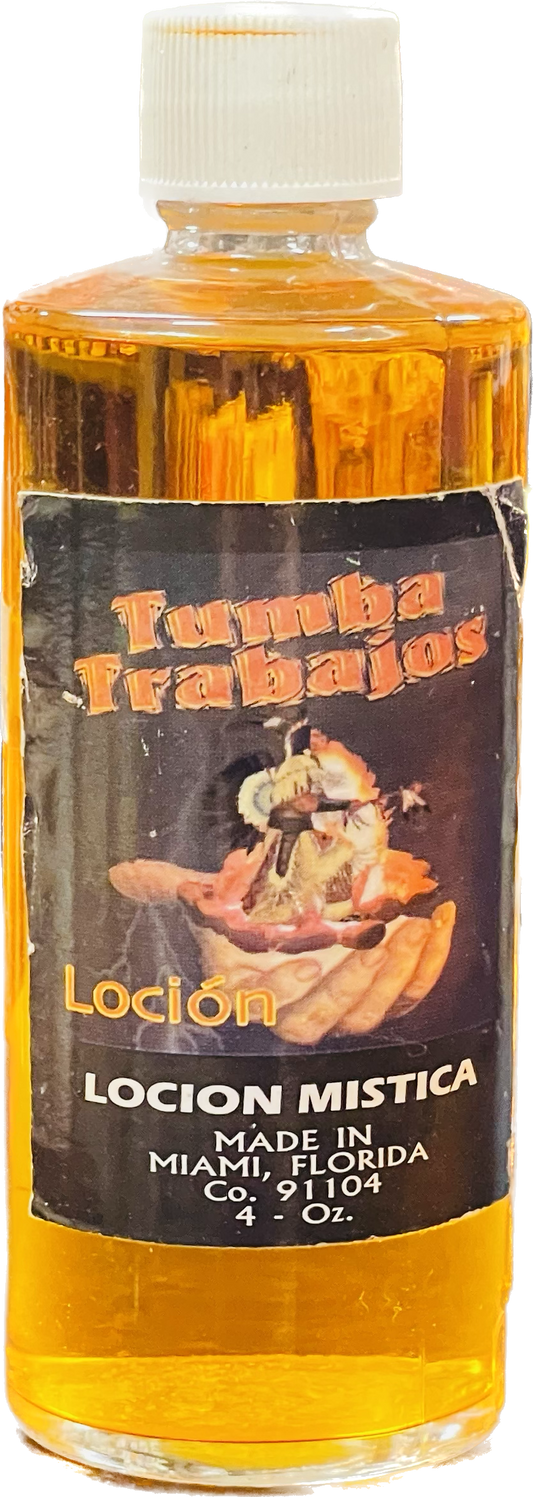 Tumba
Trabajos
Loción
LOCION MISTICA
MADE IN
MIAMI, FLORIDA
Co. 91104
4 - Oz.